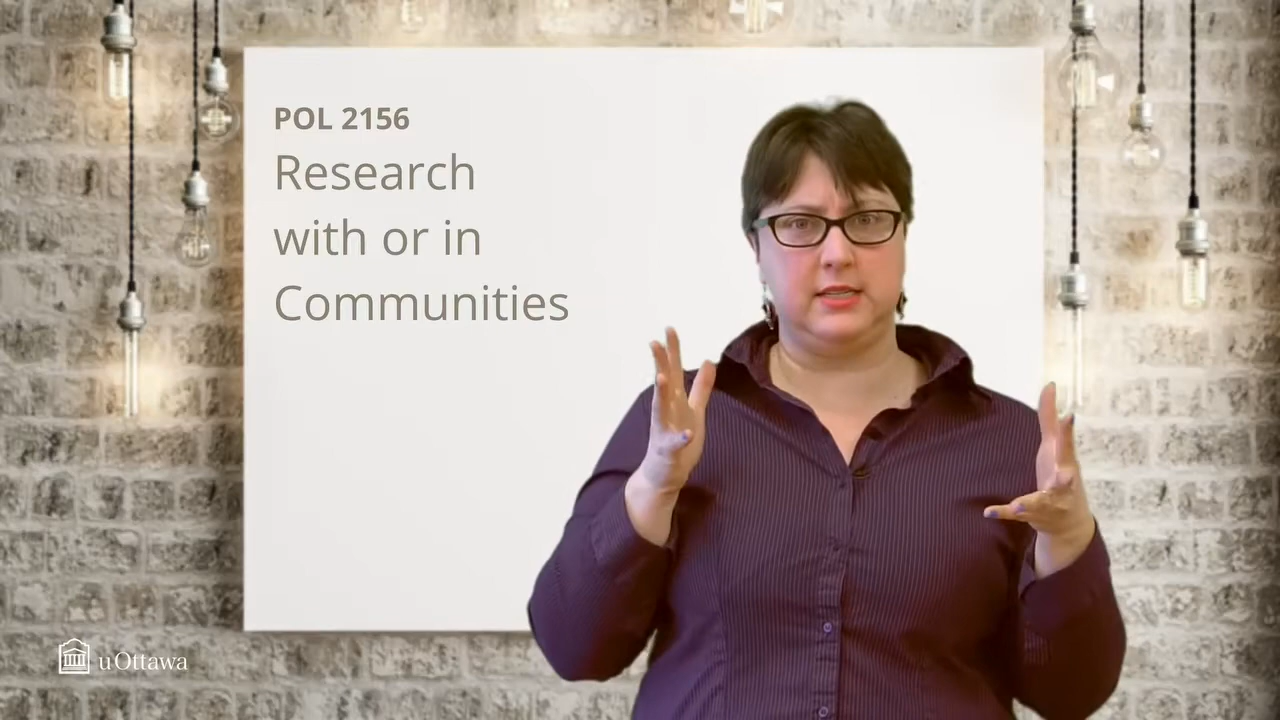 POL 2156
Research
with or in
Communities
uOttawa